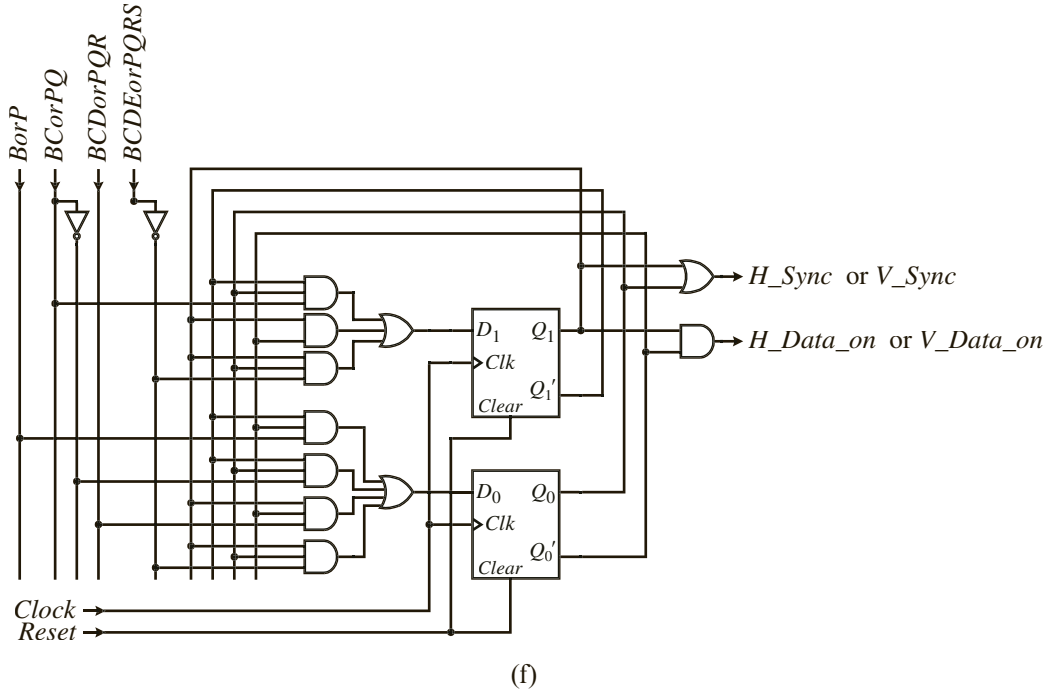 BorP
BCorPQ
BCDorPQR
BCDEorPQRS
H_Sync or V_Sync
D₁ Q₁
H_Data_on or V_Data_on
Clk
Q₁′
Clear
D₀ Q₀
Clk
Q₀′
Clear
Clock
Reset
(f)